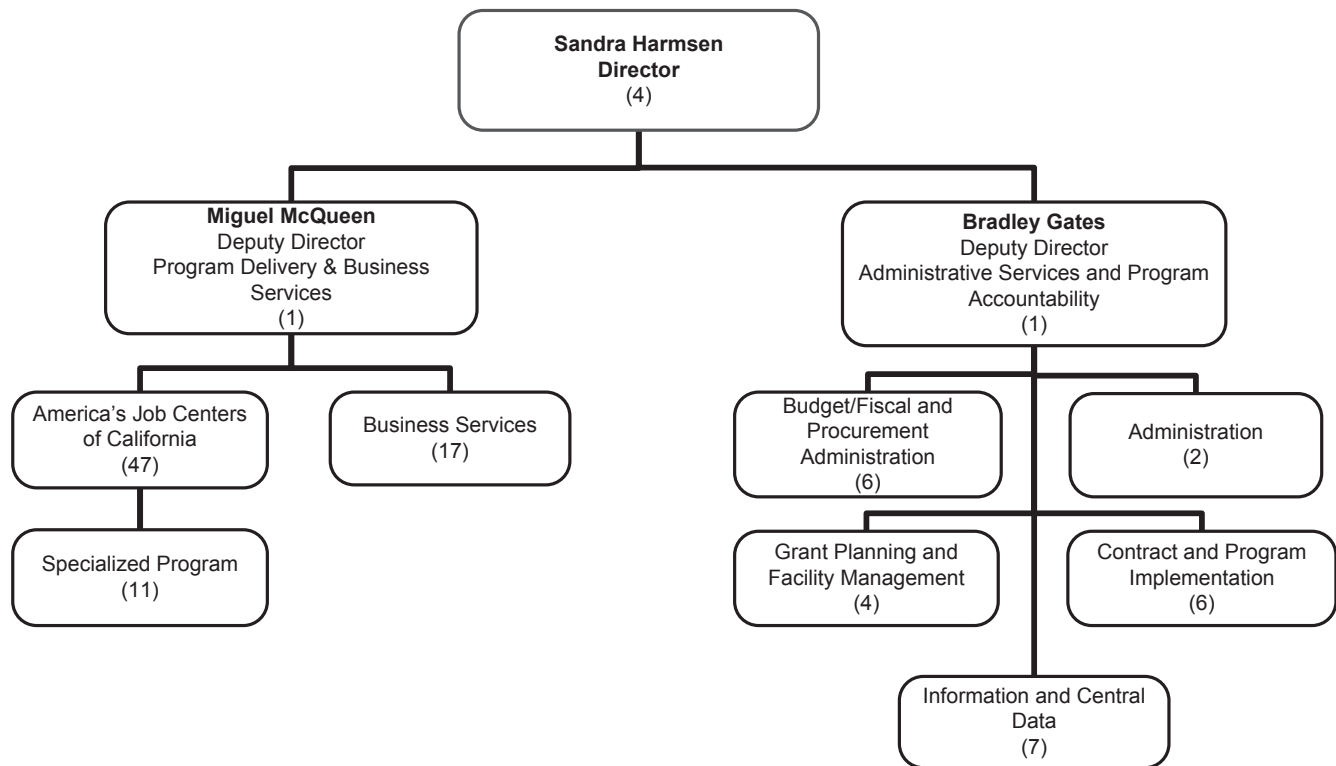 Sandra Harmsen
Director
(4)
Miguel McQueen
Deputy Director
Program Delivery & Business
Services
(1)
Bradley Gates
Deputy Director
Administrative Services and Program
Accountability
(1)
America’s Job Centers
of California
(47)
Business Services
(17)
Budget/Fiscal and
Procurement
Administration
(6)
Administration
(2)
Specialized Program
(11)
Grant Planning and
Facility Management
(4)
Contract and Program
Implementation
(6)
Information and Central
Data
(7)